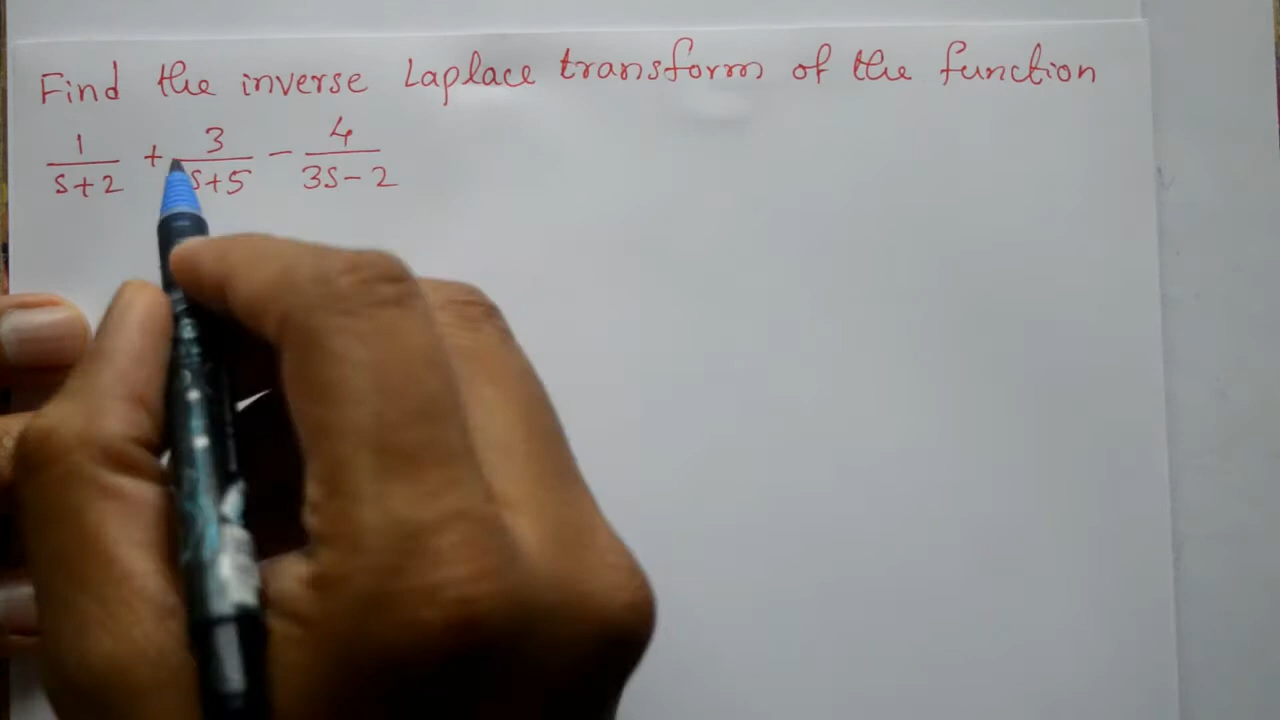 Find the inverse Laplace transform of the function
1/(s+2) + 3/(s+5) - 4/(3s-2)